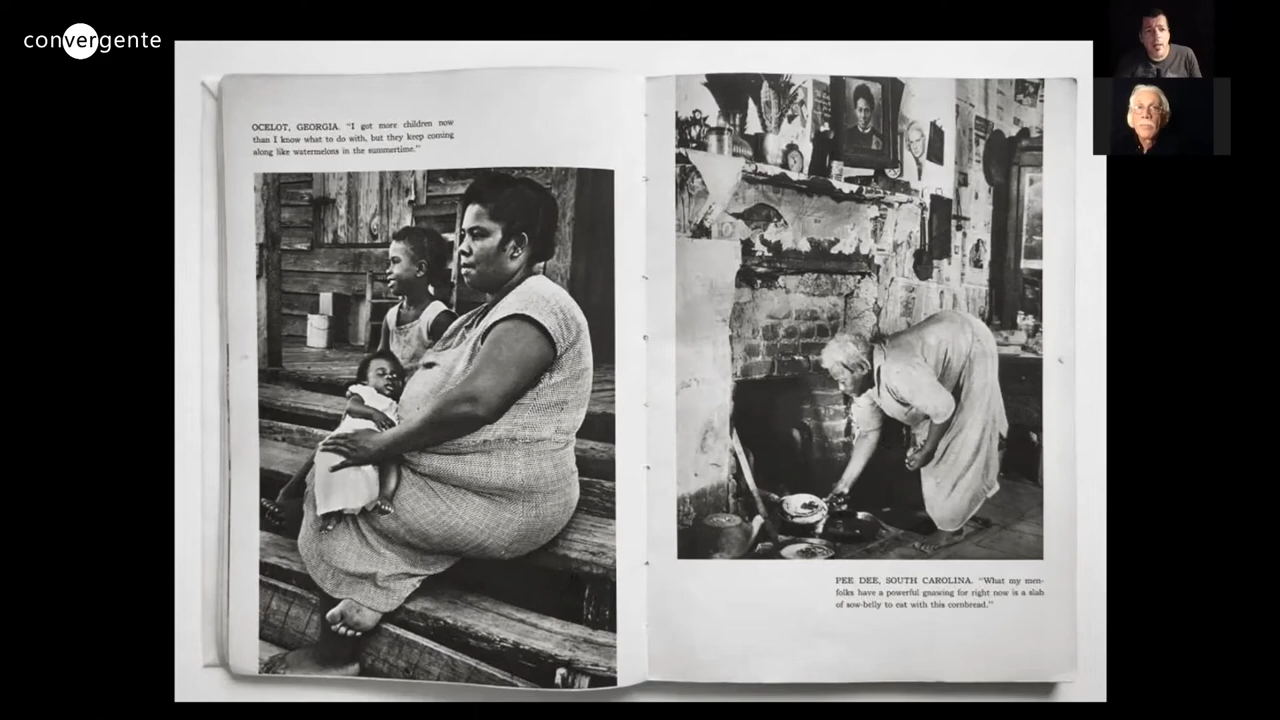 convergente
OCELOT, GEORGIA. “I got more children now
than I know what to do with, but they keep coming
along like watermelons in the summertime.”
PEE DEE, SOUTH CAROLINA. “What my men-
folks have a powerful gnawing for right now is a slab
of sow-belly to eat with this cornbread.”